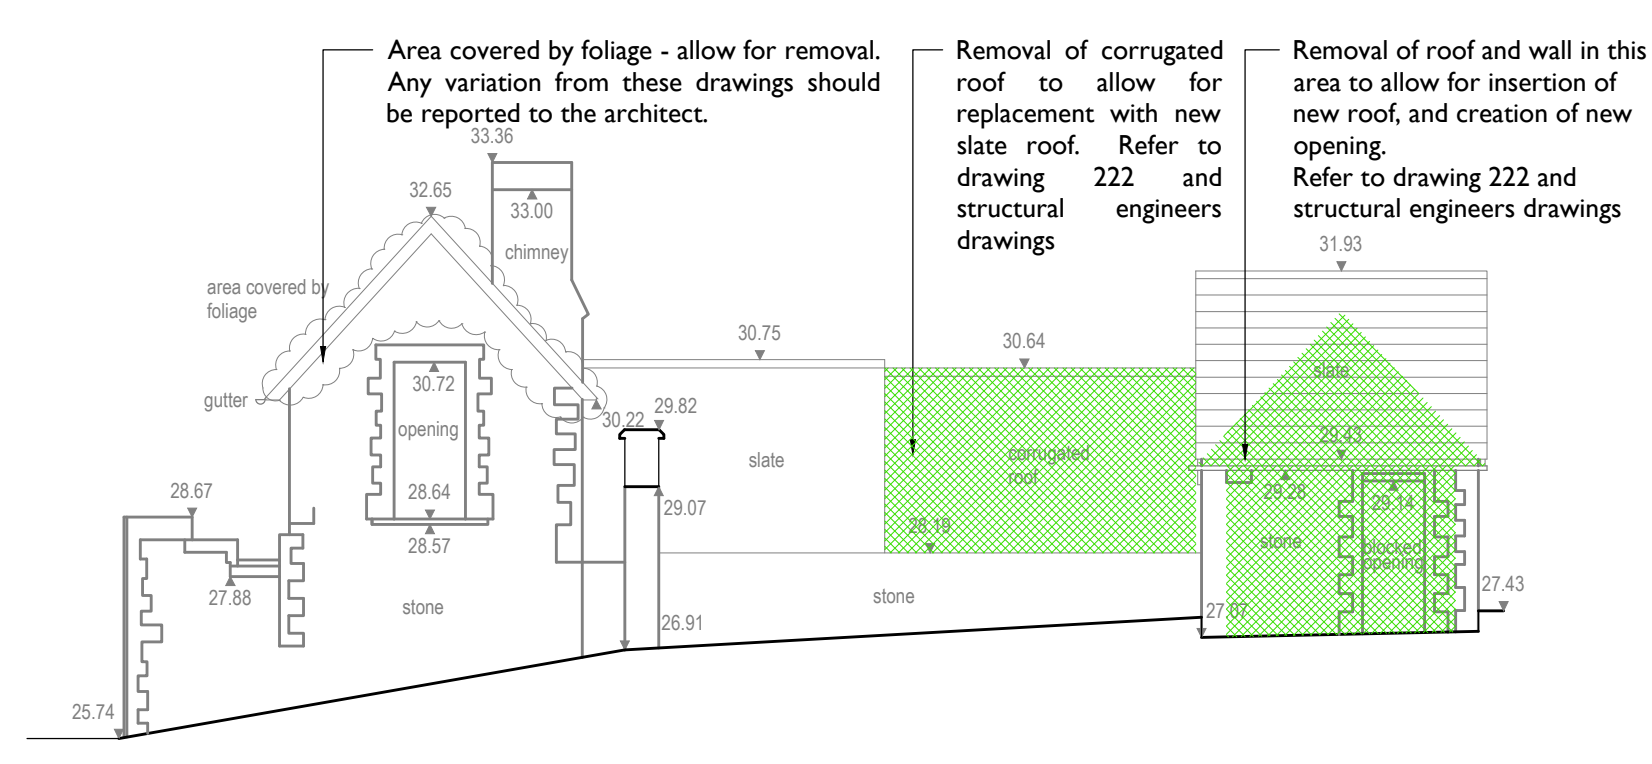 Area covered by foliage - allow for removal.
Any variation from these drawings should
be reported to the architect.
Removal of corrugated
roof to allow for
replacement with new
slate roof. Refer to
drawing 222 and
structural engineers
drawings
Removal of roof and wall in this
area to allow for insertion of
new roof, and creation of new
opening.
Refer to drawing 222 and
structural engineers drawings
33.36
32.65
33.00
chimney
31.93
area covered by
foliage
30.75
30.64
slate
30.72
gutter
30.22
29.82
opening
29.43
slate
corrugated
roof
28.67
28.64
29.07
29.28
29.14
28.57
28.19
stone
blocked
opening
27.88
stone
stone
27.43
26.91
27.07
25.74